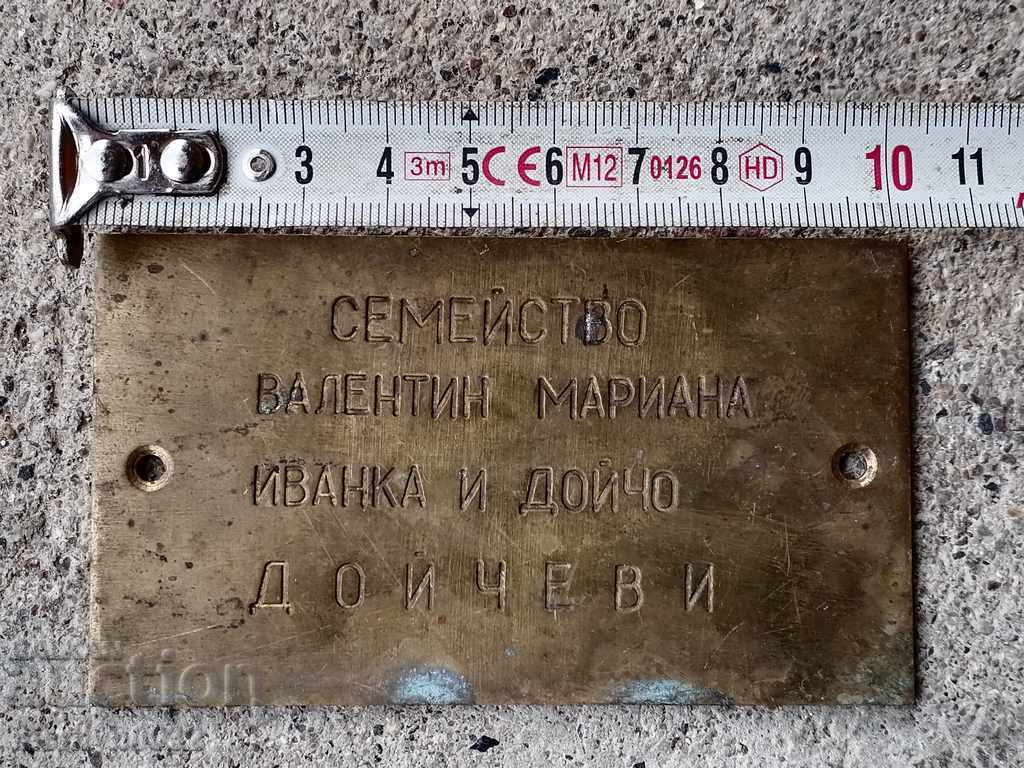 1 3 4 3m 5 CE 6 M12 7 0126 8 HD 9 10 11
СЕМЕЙСТВО
ВАЛЕНТИН МАРИАНА
ИВАНКА И ДОЙЧО
ДОЙЧЕВИ